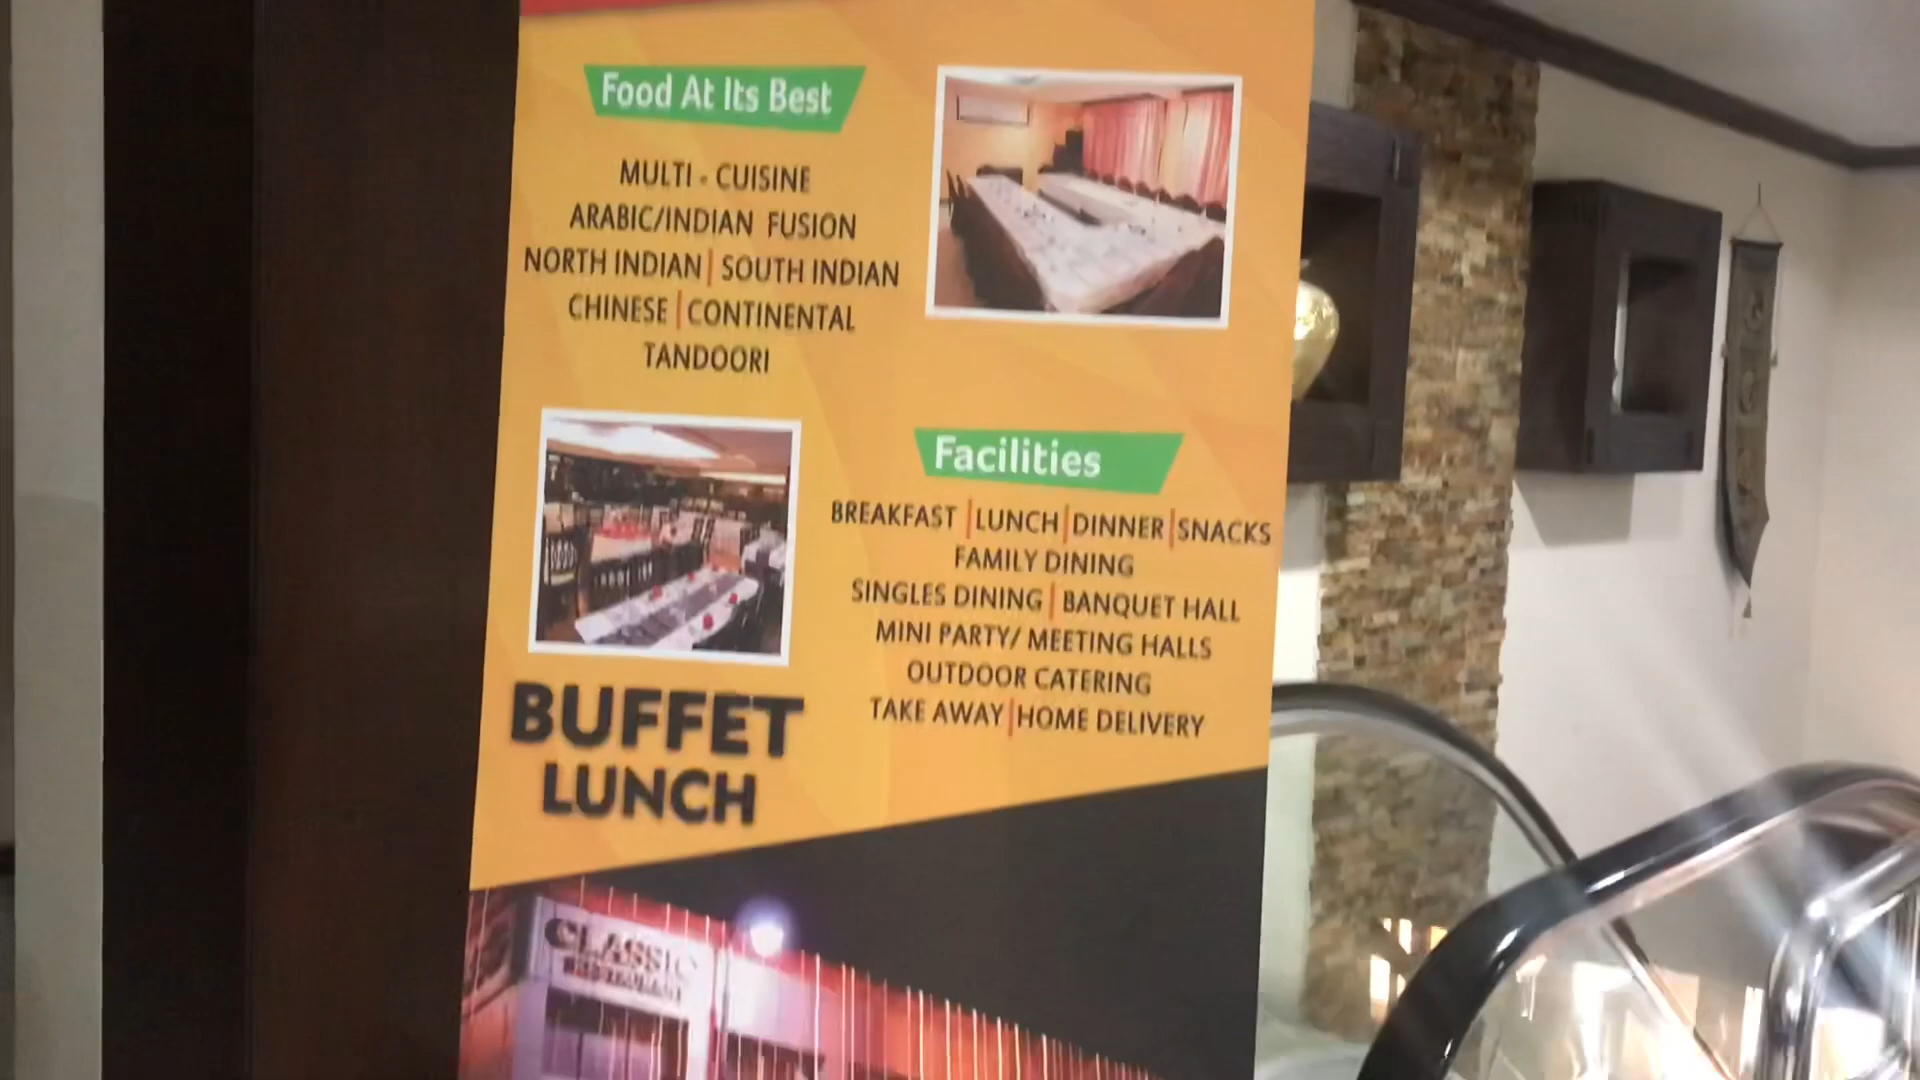 Food At Its Best
MULTI - CUISINE
ARABIC/INDIAN FUSION
NORTH INDIAN | SOUTH INDIAN
CHINESE | CONTINENTAL
TANDOORI
Facilities
BREAKFAST | LUNCH | DINNER | SNACKS
FAMILY DINING
SINGLES DINING | BANQUET HALL
MINI PARTY/ MEETING HALLS
OUTDOOR CATERING
TAKE AWAY | HOME DELIVERY
BUFFET
LUNCH
CLASSIC
RESTAURANT